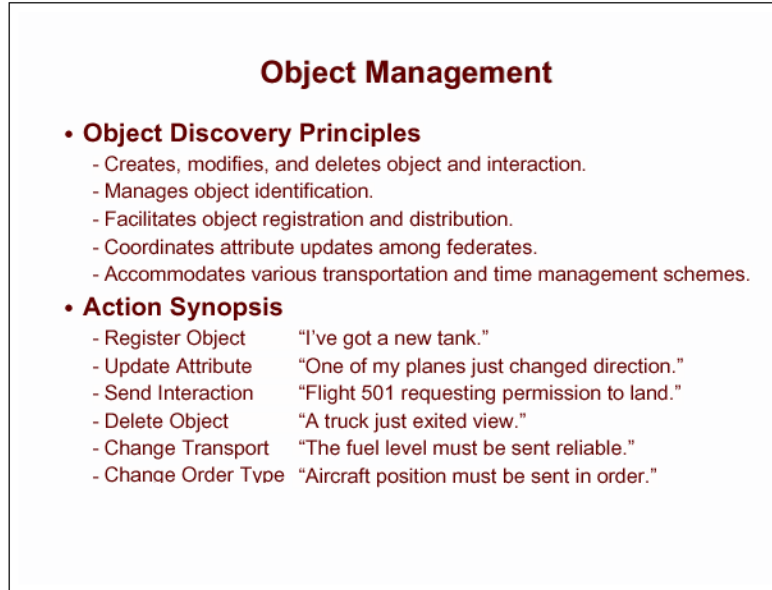 Object Management
• Object Discovery Principles
- Creates, modifies, and deletes object and interaction.
- Manages object identification.
- Facilitates object registration and distribution.
- Coordinates attribute updates among federates.
- Accommodates various transportation and time management schemes.
• Action Synopsis
- Register Object “I’ve got a new tank.”
- Update Attribute “One of my planes just changed direction.”
- Send Interaction “Flight 501 requesting permission to land.”
- Delete Object “A truck just exited view.”
- Change Transport “The fuel level must be sent reliable.”
- Change Order Type “Aircraft position must be sent in order.”